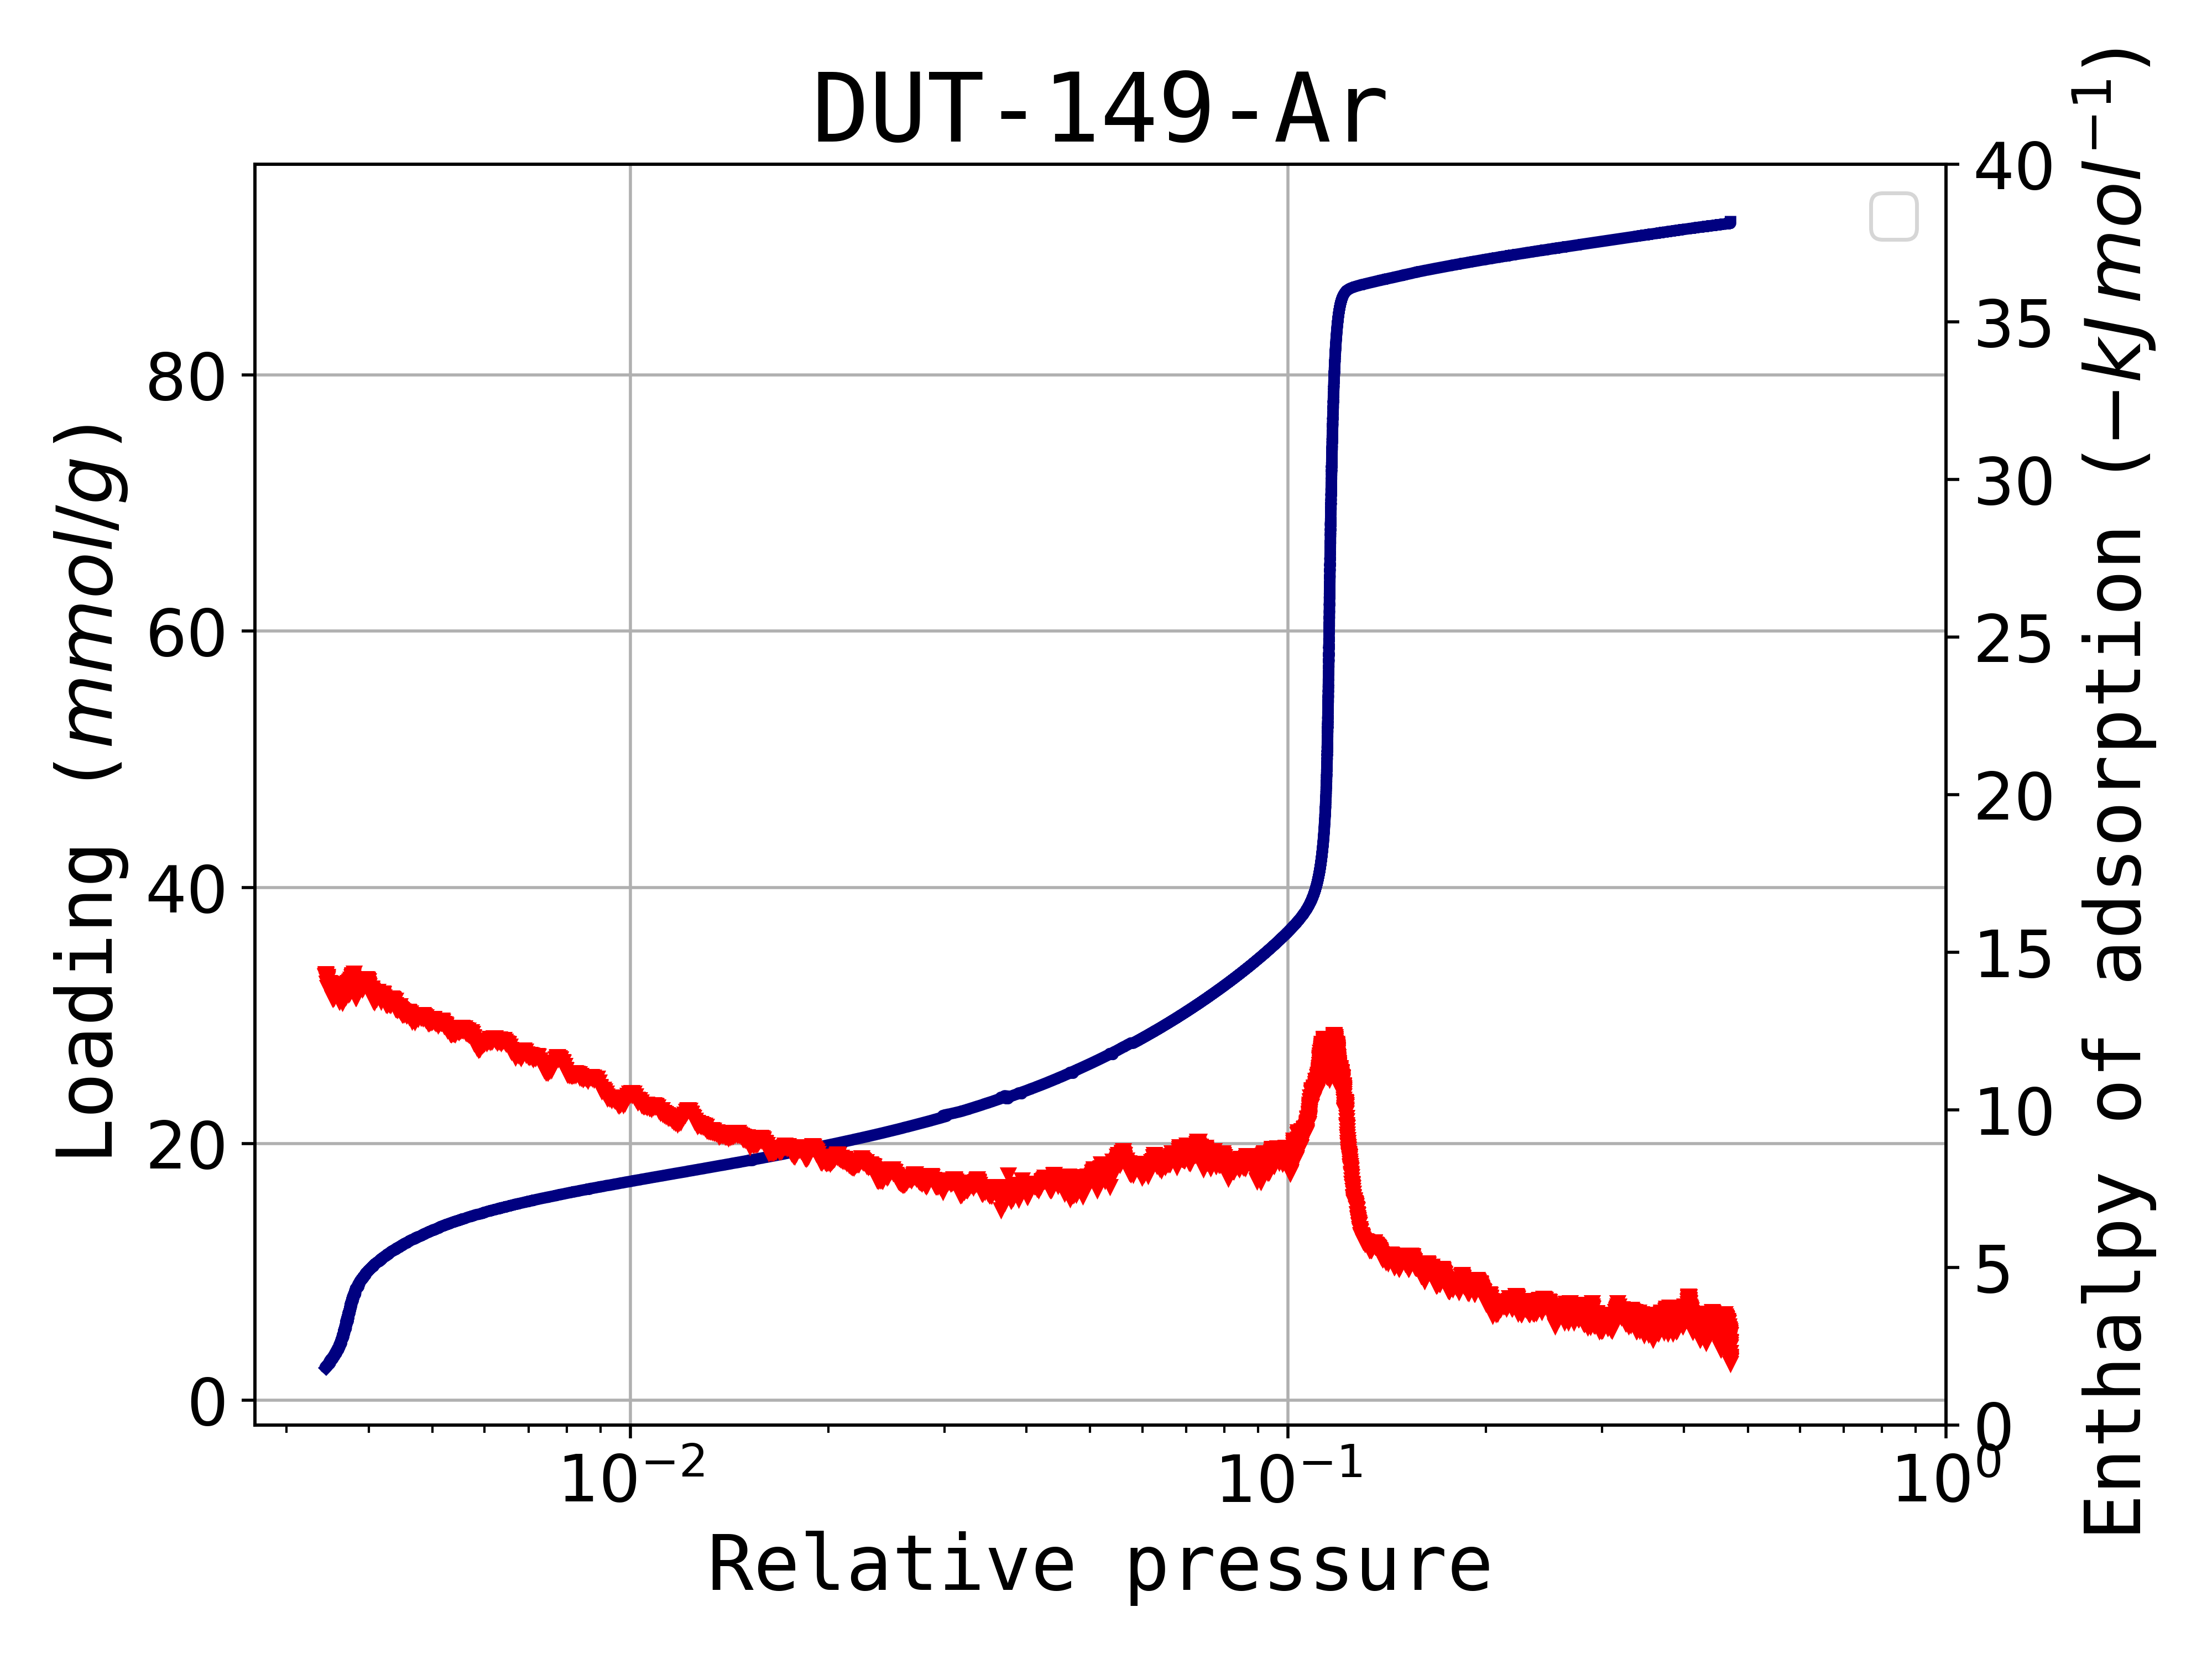 DUT-149-Ar
Loading (mmol/g)
80
60
40
20
0
40
35
30
25
20
15
10
5
0
Enthalpy of adsorption (−kJ mol⁻¹)
10⁻² 10⁻¹ 10⁰
Relative pressure